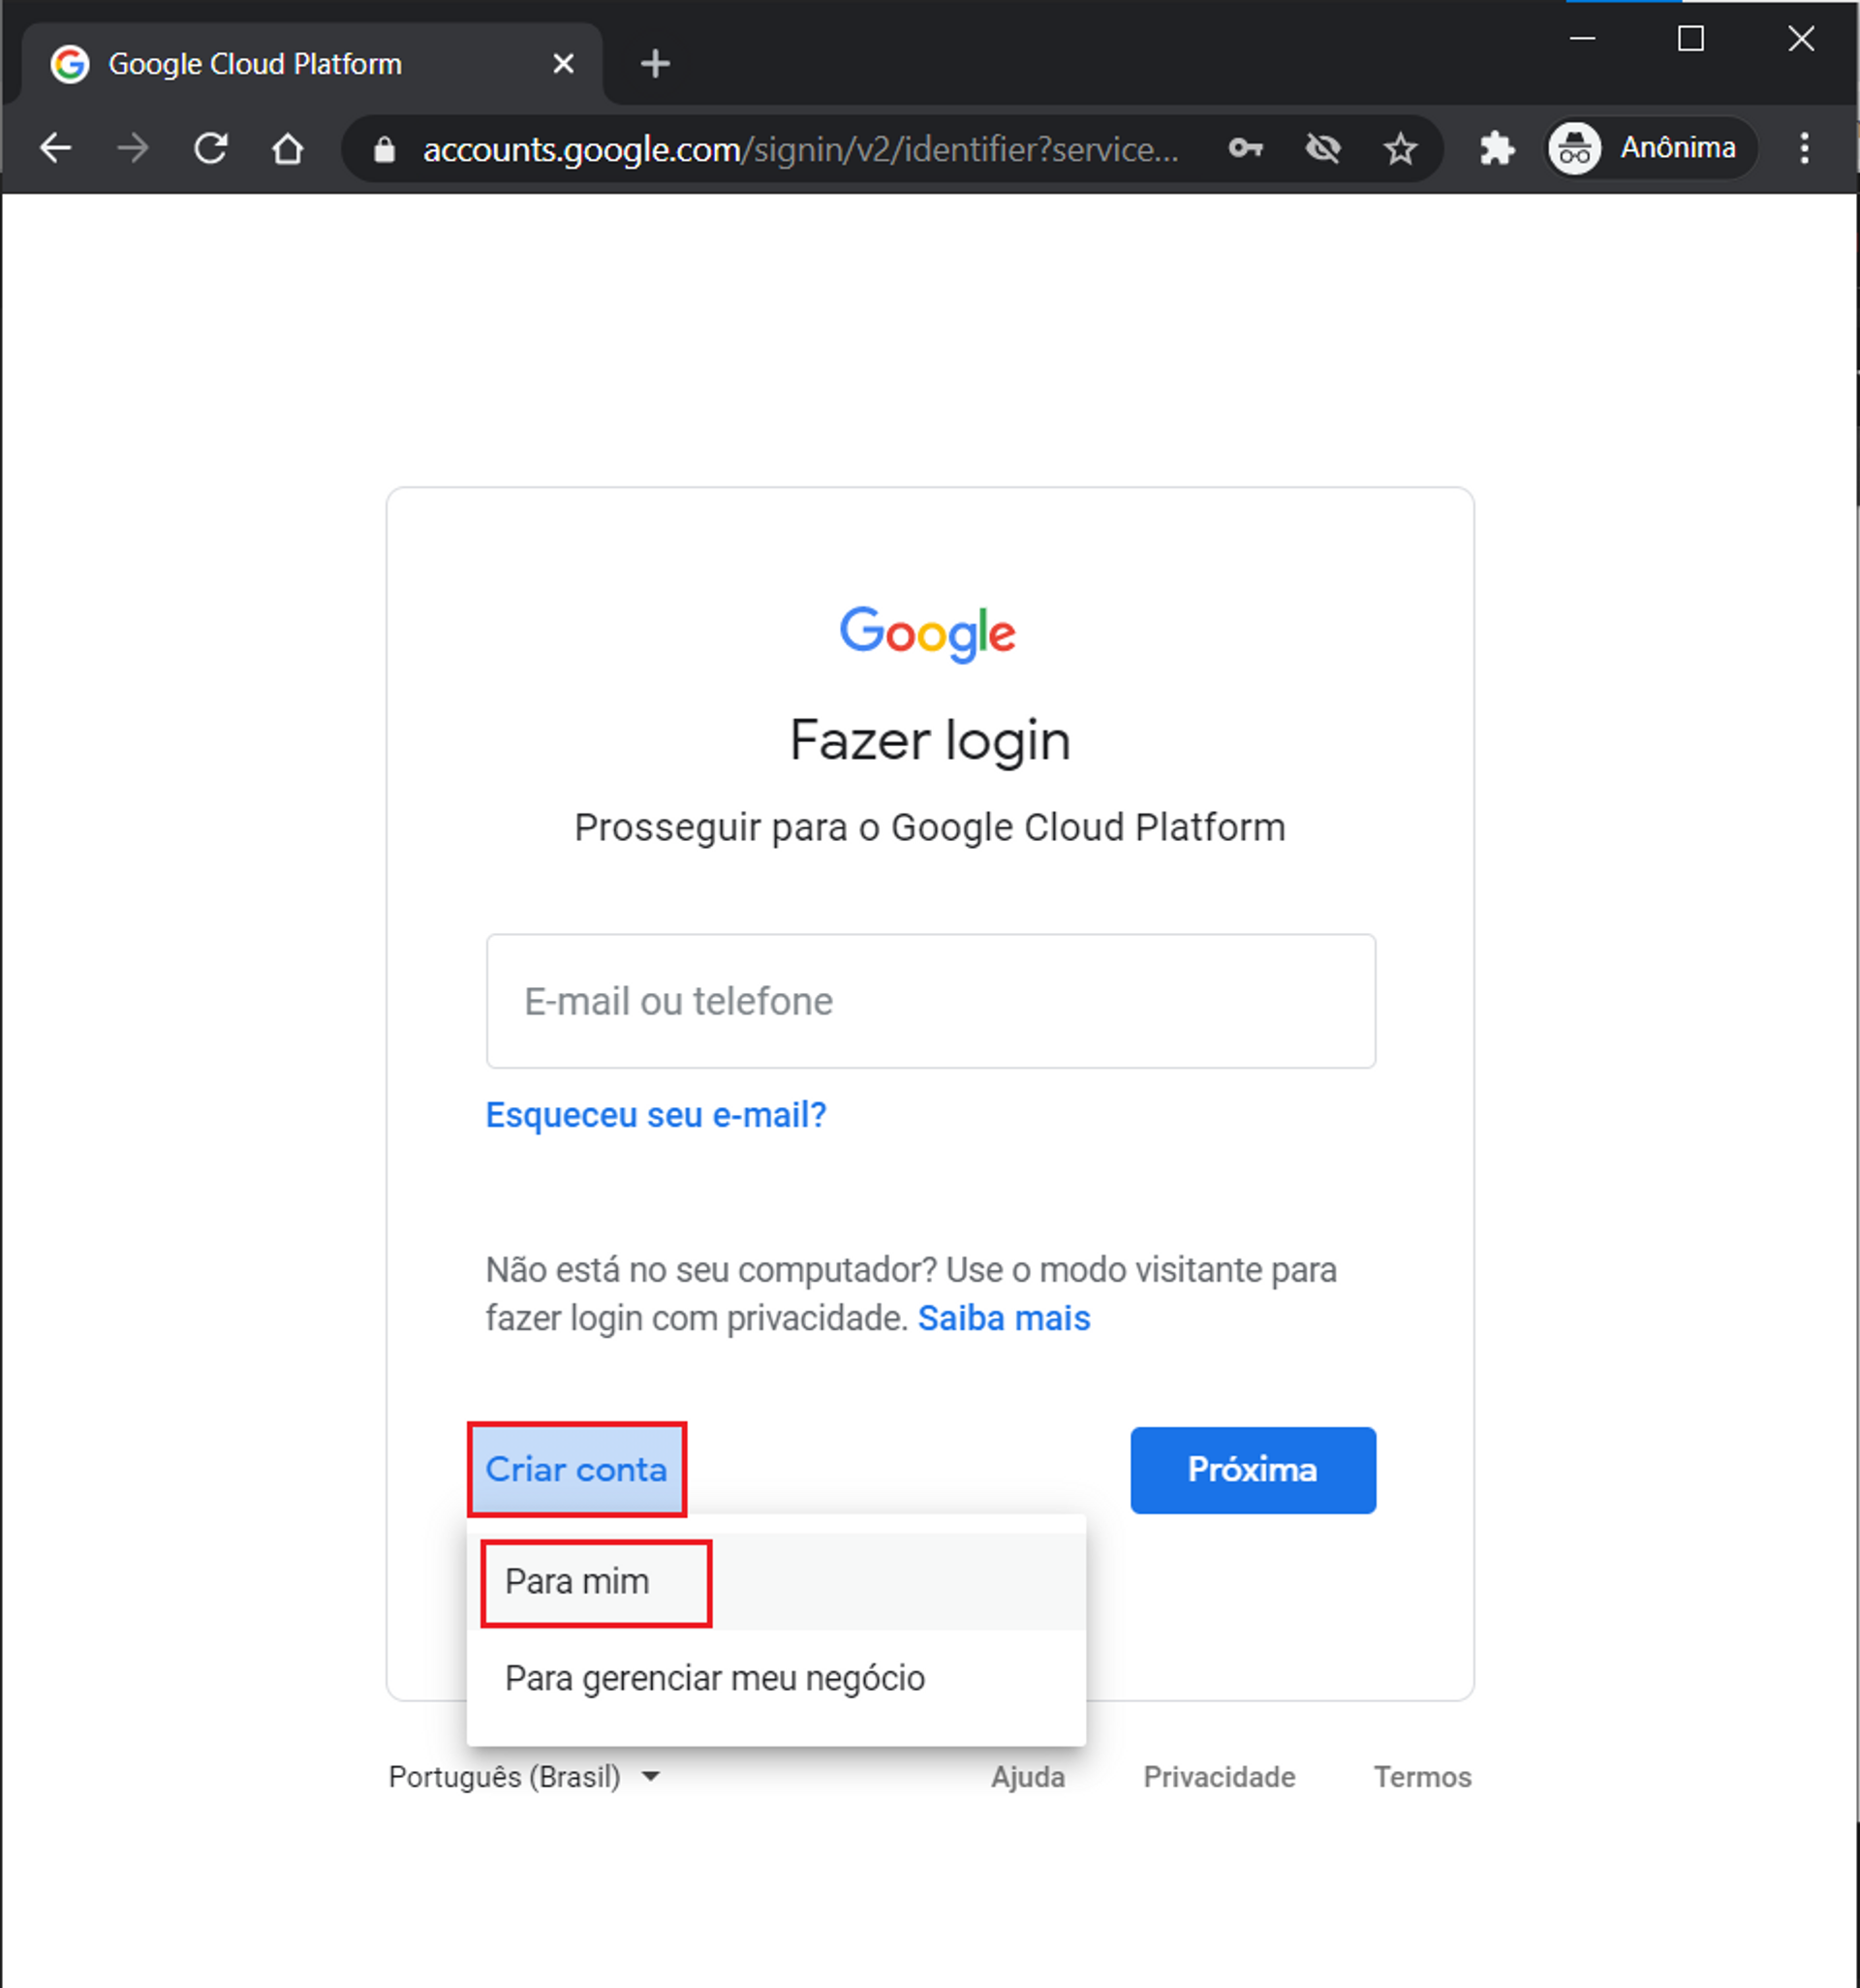 Google Cloud Platform
accounts.google.com/signin/v2/identifier?service...
Anônima
Google
Fazer login
Prosseguir para o Google Cloud Platform
E-mail ou telefone
Esqueceu seu e-mail?
Não está no seu computador? Use o modo visitante para
fazer login com privacidade. Saiba mais
Criar conta
Próxima
Para mim
Para gerenciar meu negócio
Português (Brasil)
Ajuda
Privacidade
Termos